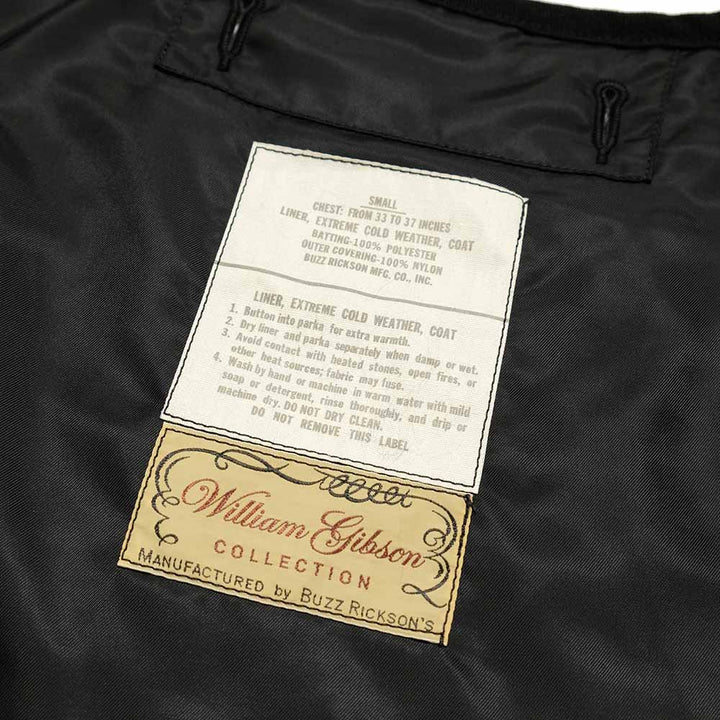 SMALL
CHEST: FROM 33 TO 37 INCHES
LINER, EXTREME COLD WEATHER, COAT
BATTING-100% POLYESTER
OUTER COVERING-100% NYLON
BUZZ RICKSON MFG. CO., INC.
LINER, EXTREME COLD WEATHER, COAT
1. Button into parka for extra warmth.
2. Dry liner and parka separately when damp or wet.
3. Avoid contact with heated stones, open fires, or
other heat sources; fabric may fuse.
4. Wash by hand or machine in warm water with mild
soap or detergent, rinse thoroughly, and drip or
machine dry. DO NOT DRY CLEAN.
DO NOT REMOVE THIS LABEL
William Gibson
COLLECTION
MANUFACTURED by BUZZ RICKSON'S